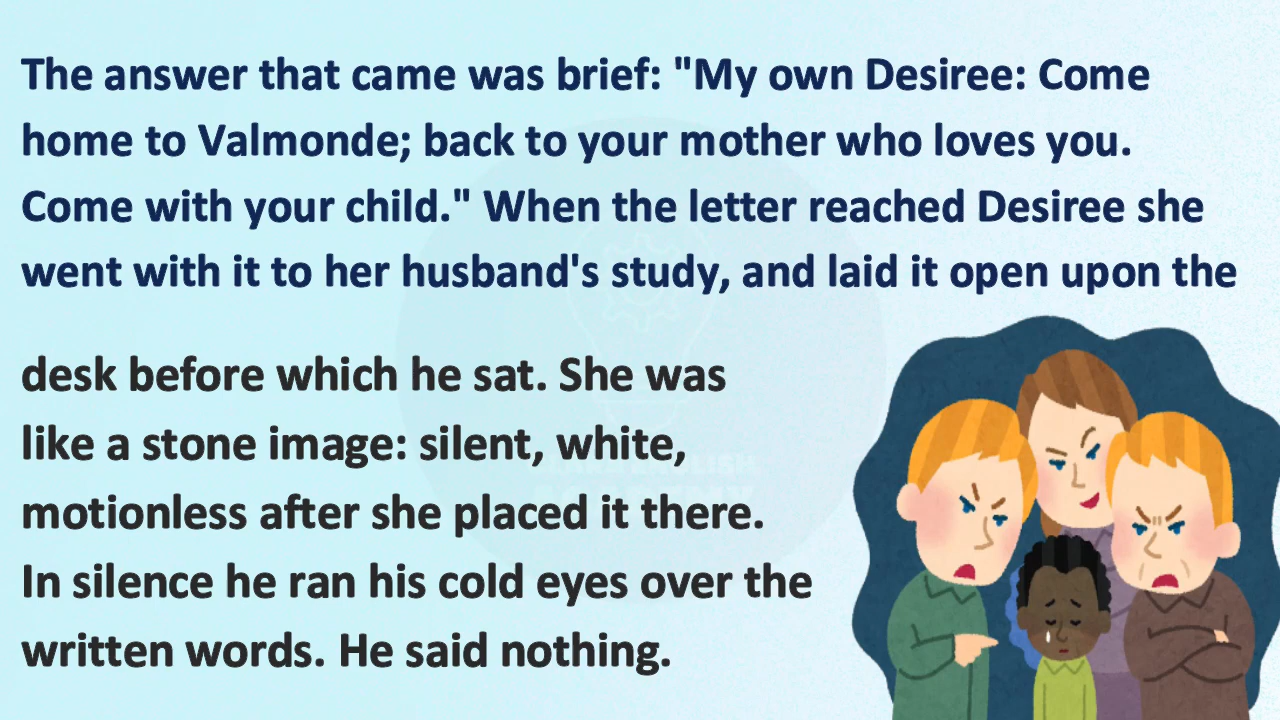 The answer that came was brief: "My own Desiree: Come
home to Valmonde; back to your mother who loves you.
Come with your child." When the letter reached Desiree she
went with it to her husband's study, and laid it open upon the
desk before which he sat. She was
like a stone image: silent, white,
motionless after she placed it there.
In silence he ran his cold eyes over the
written words. He said nothing.